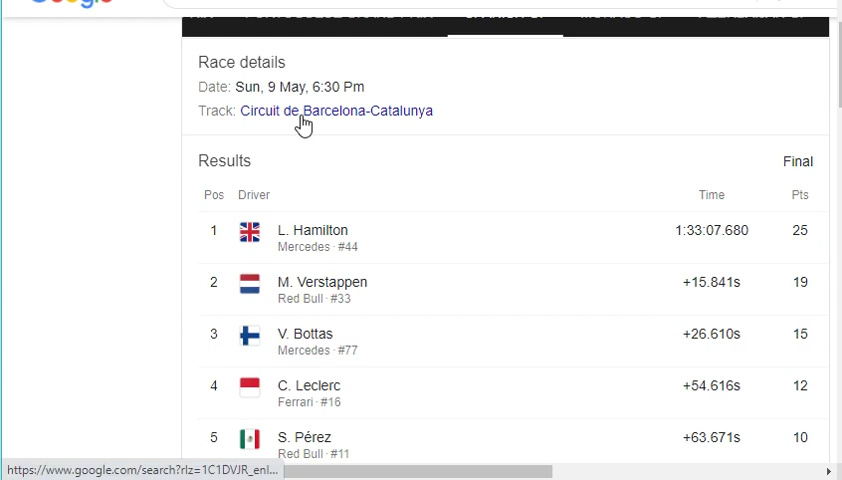 Race details
Date: Sun, 9 May, 6:30 Pm
Track: Circuit de Barcelona-Catalunya
Results Final
Pos Driver Time Pts
1 L. Hamilton 1:33:07.680 25
Mercedes · #44
2 M. Verstappen +15.841s 19
Red Bull · #33
3 V. Bottas +26.610s 15
Mercedes · #77
4 C. Leclerc +54.616s 12
Ferrari · #16
5 S. Pérez +63.671s 10
Red Bull · #11
https://www.google.com/search?rlz=1C1DVJR_enl...